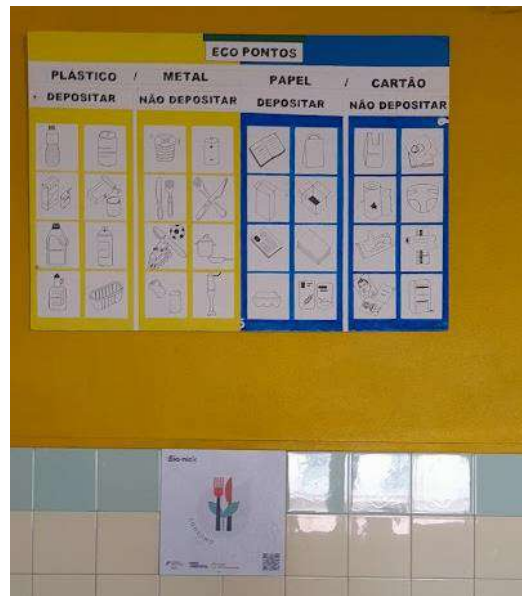 ECO PONTOS
PLÁSTICO / METAL
PAPEL / CARTÃO
DEPOSITAR
NÃO DEPOSITAR
DEPOSITAR
NÃO DEPOSITAR